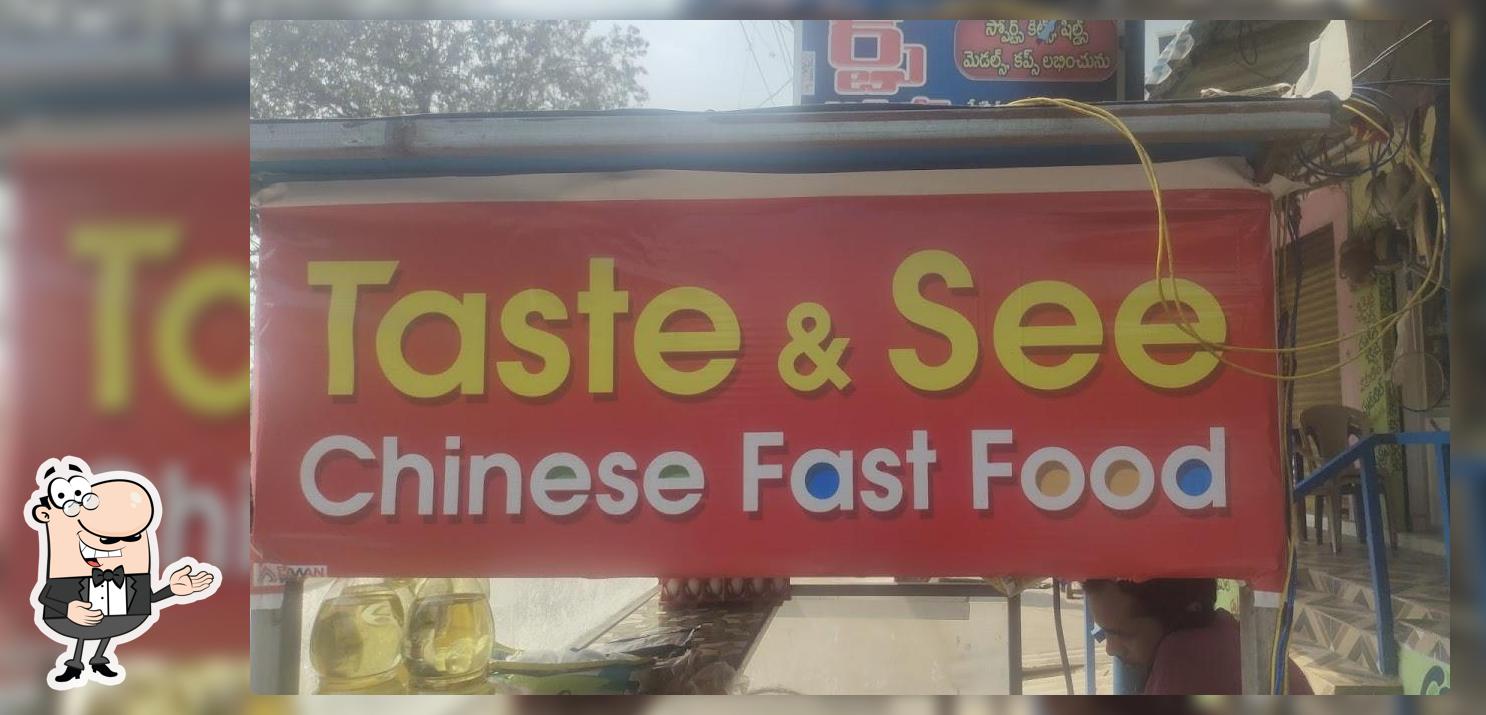 స్పోర్ట్స్ కిట్స్, షీల్డ్స్
మెడల్స్, కప్స్ లభించును
Taste & See
Chinese Fast Food